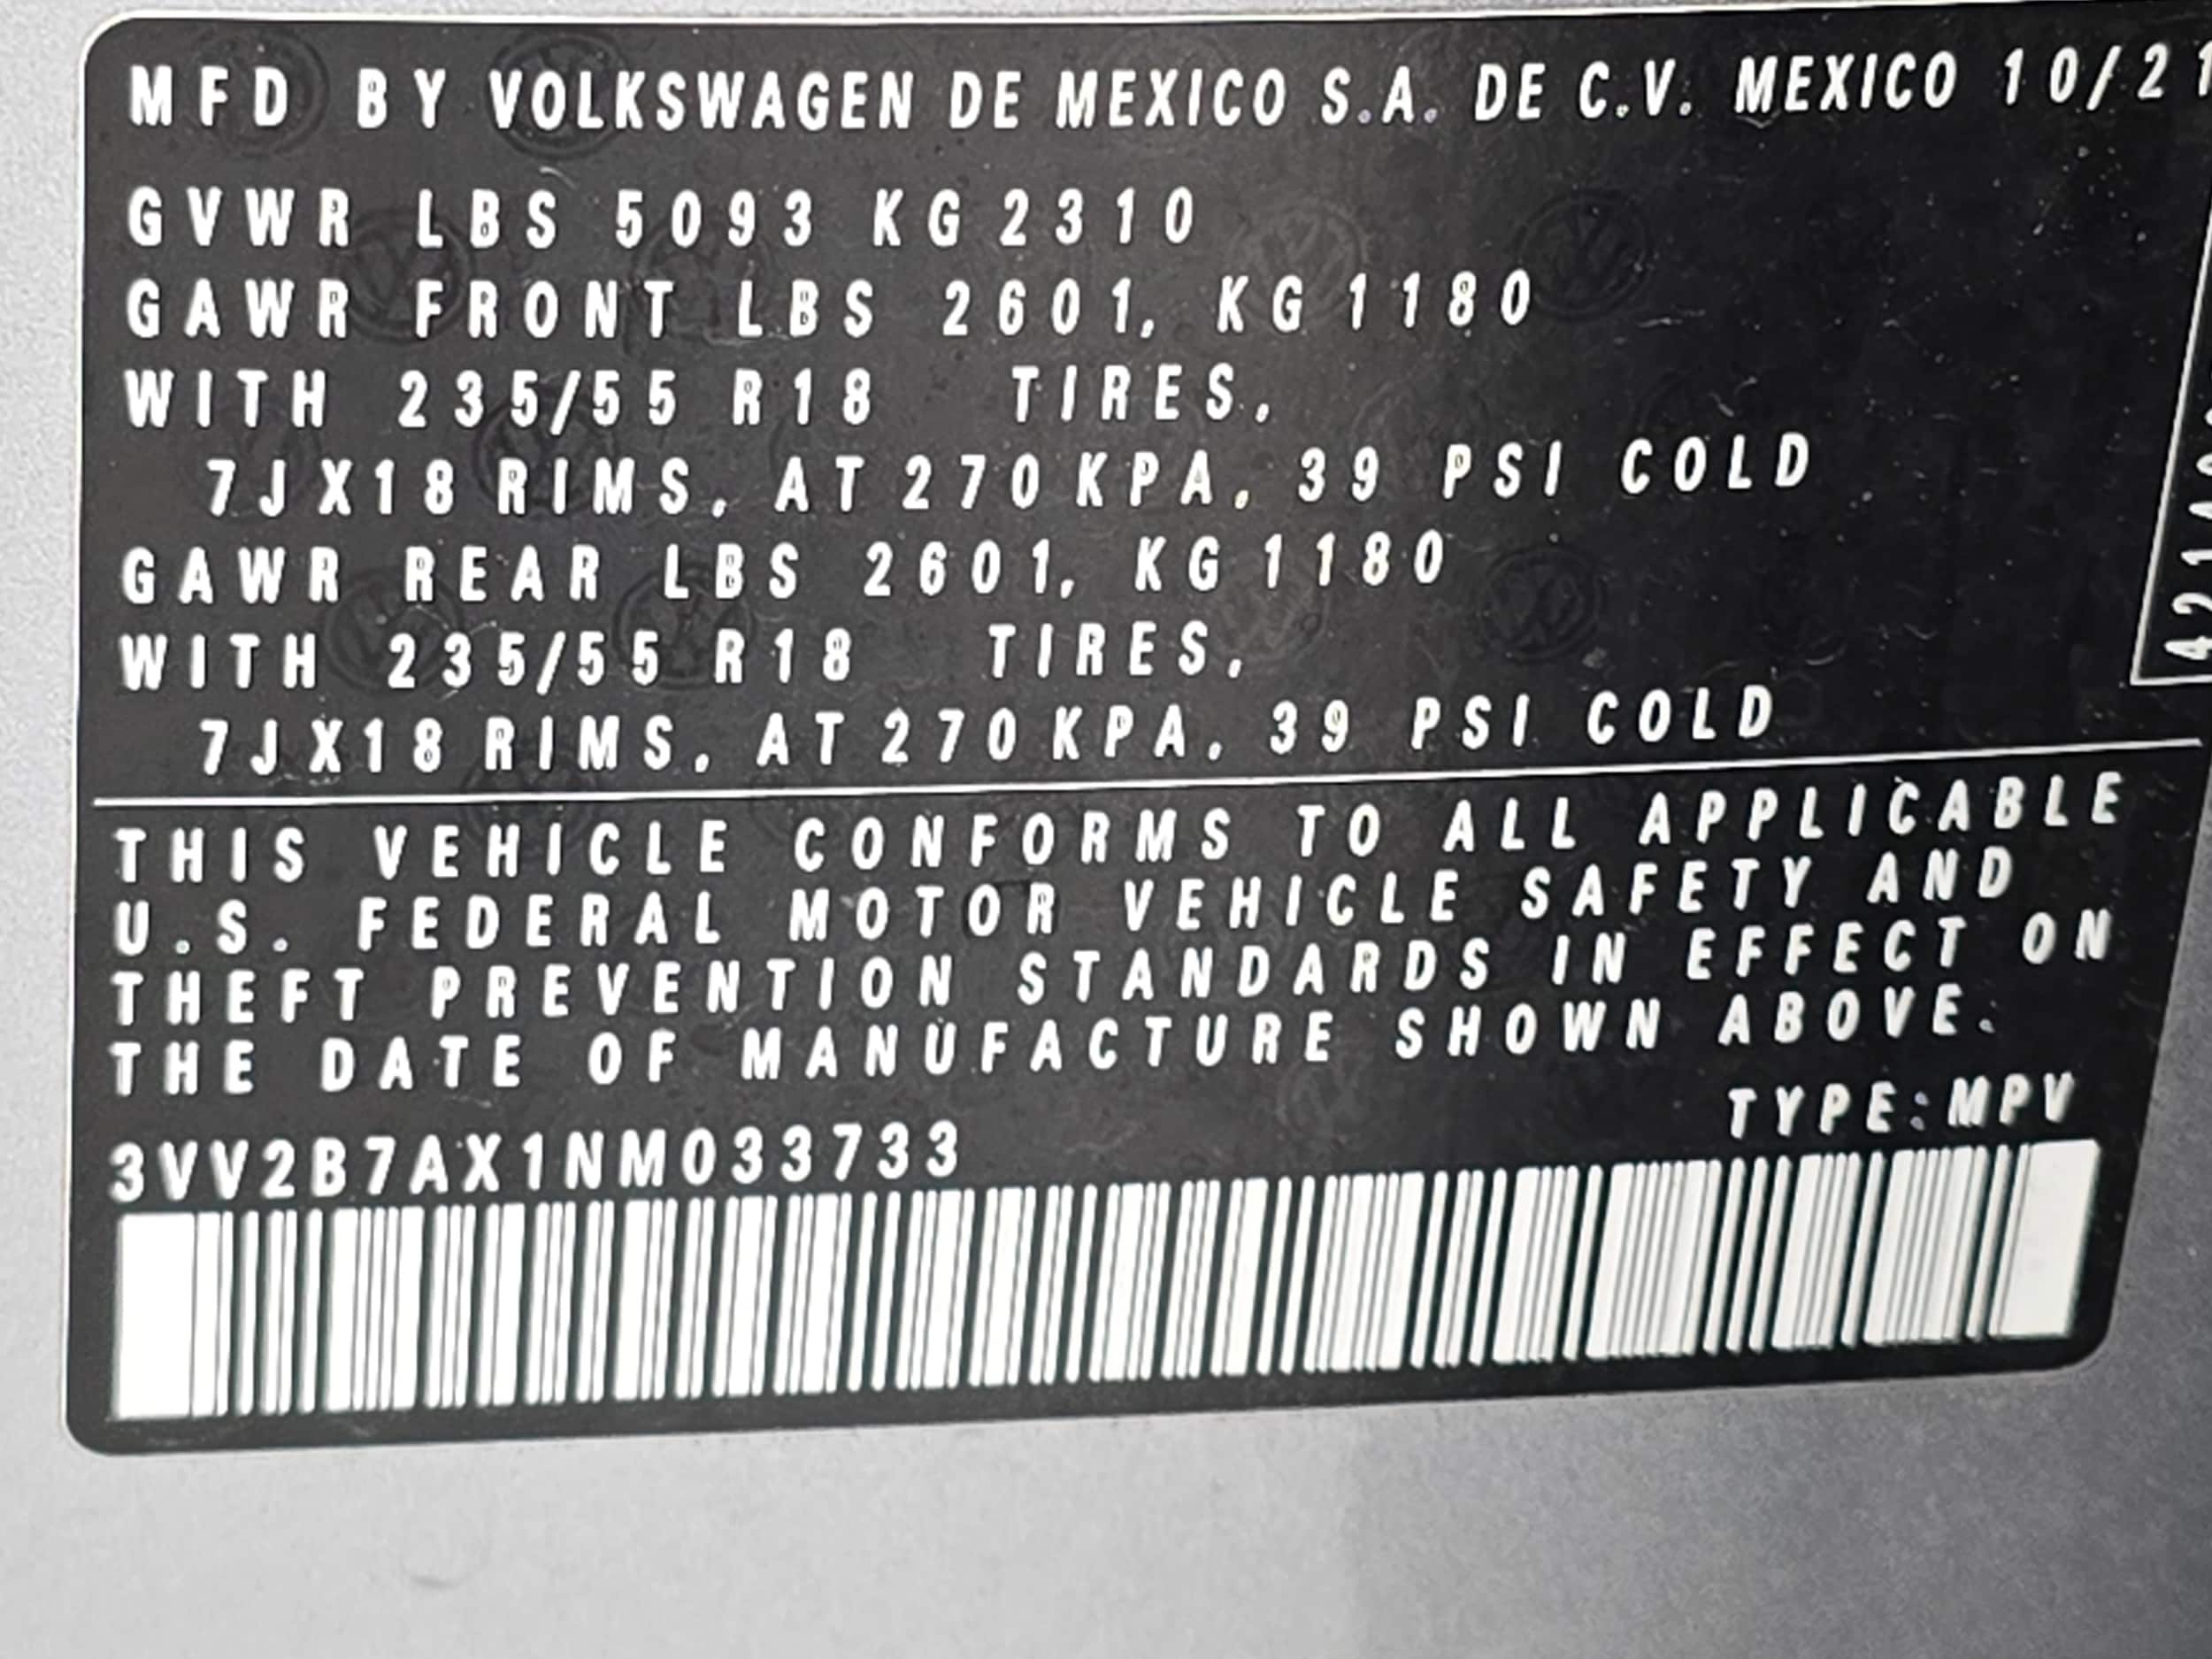 MFD BY VOLKSWAGEN DE MEXICO S.A. DE C.V. MEXICO 10/21
GVWR LBS 5093 KG 2310
GAWR FRONT LBS 2601, KG 1180
WITH 235/55 R18 TIRES,
7JX18 RIMS, AT 270 KPA, 39 PSI COLD
GAWR REAR LBS 2601, KG 1180
WITH 235/55 R18 TIRES,
7JX18 RIMS, AT 270 KPA, 39 PSI COLD
THIS VEHICLE CONFORMS TO ALL APPLICABLE
U.S. FEDERAL MOTOR VEHICLE SAFETY AND
THEFT PREVENTION STANDARDS IN EFFECT ON
THE DATE OF MANUFACTURE SHOWN ABOVE.
TYPE:MPV
3VV2B7AX1NM033733